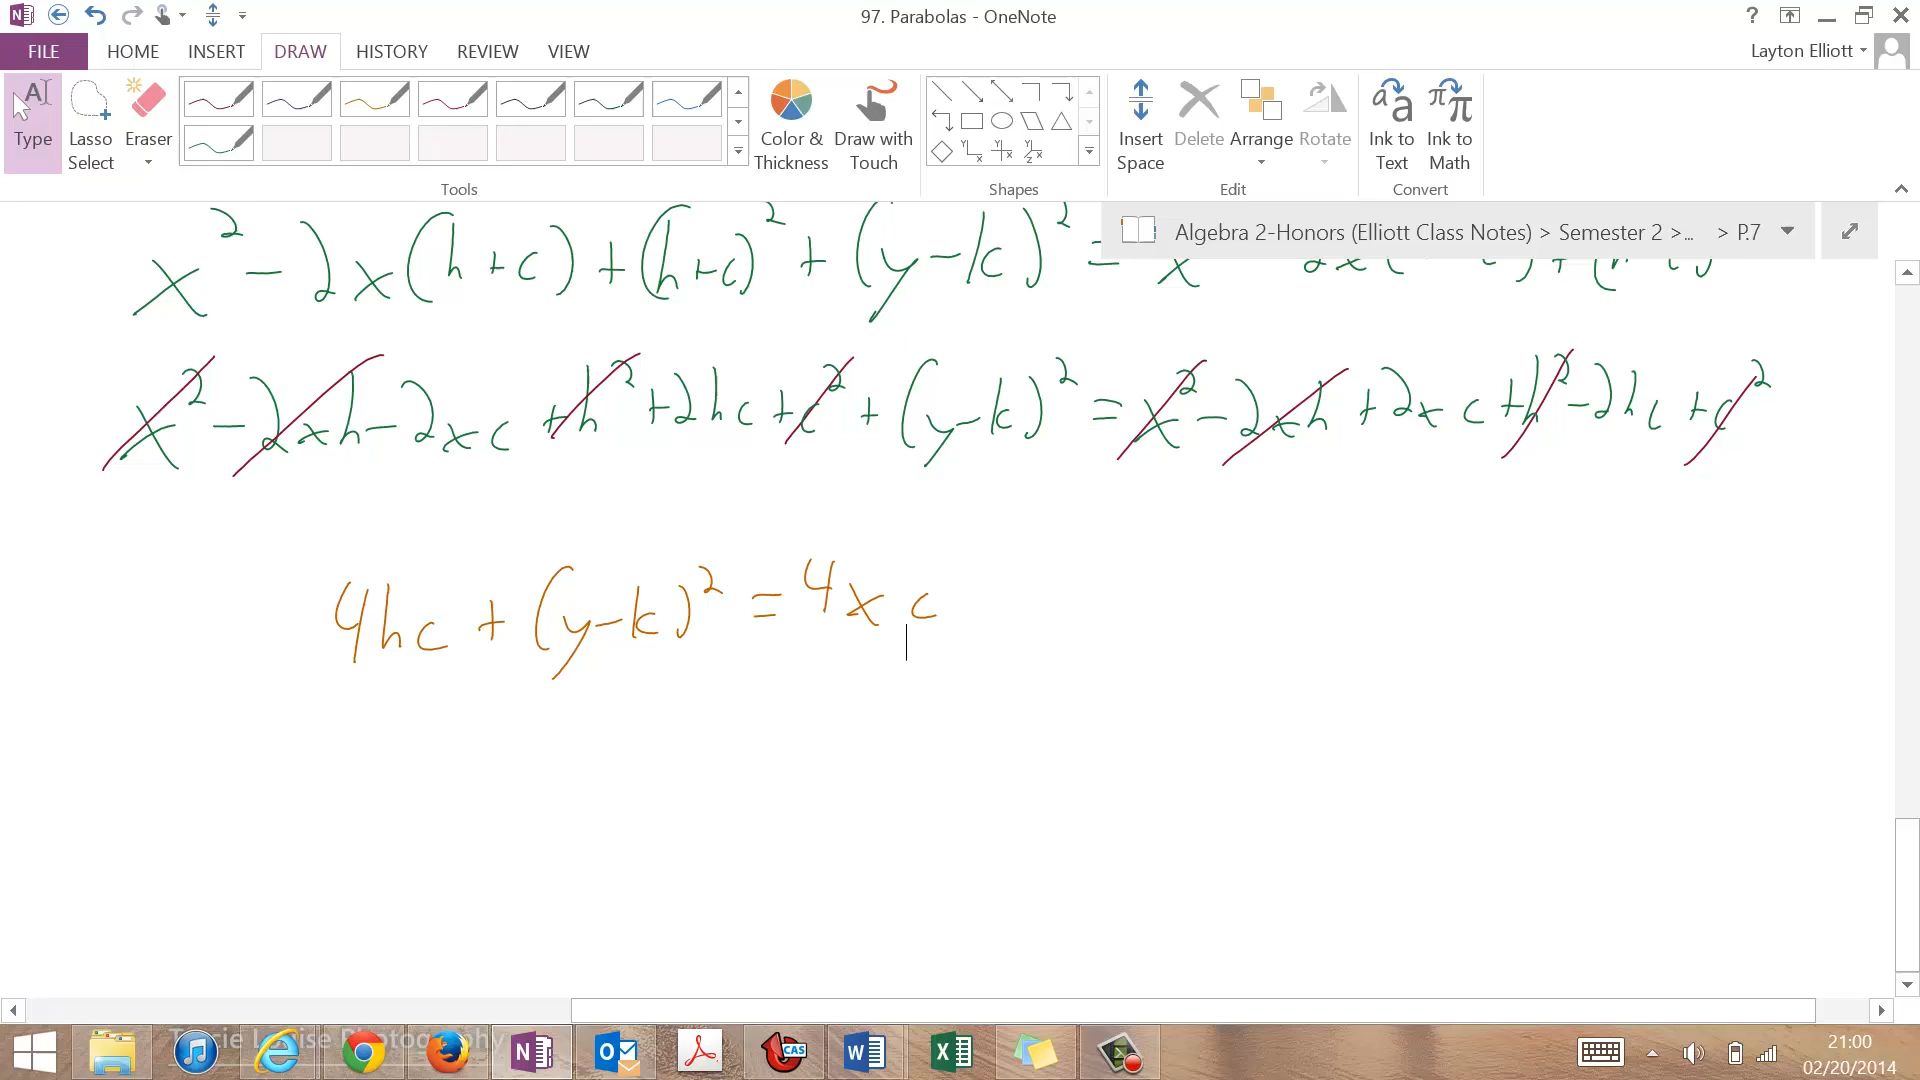 97. Parabolas - OneNote
?
FILE HOME INSERT DRAW HISTORY REVIEW VIEW
Layton Elliott
Type
Lasso Select
Eraser
Color & Thickness
Draw with Touch
Insert Space
Delete
Arrange
Rotate
Ink to Text
Ink to Math
Tools
Shapes
Edit
Convert
Algebra 2-Honors (Elliott Class Notes) > Semester 2 >... > P.7
x² - 2x(h+c) + (h+c)² + (y-k)² =
x² - 2xh - 2xc + h² + 2hc + c² + (y-k)² = x² - 2xh + 2xc + h² - 2hc + c²
4hc + (y-k)² = 4xc
21:00
02/20/2014